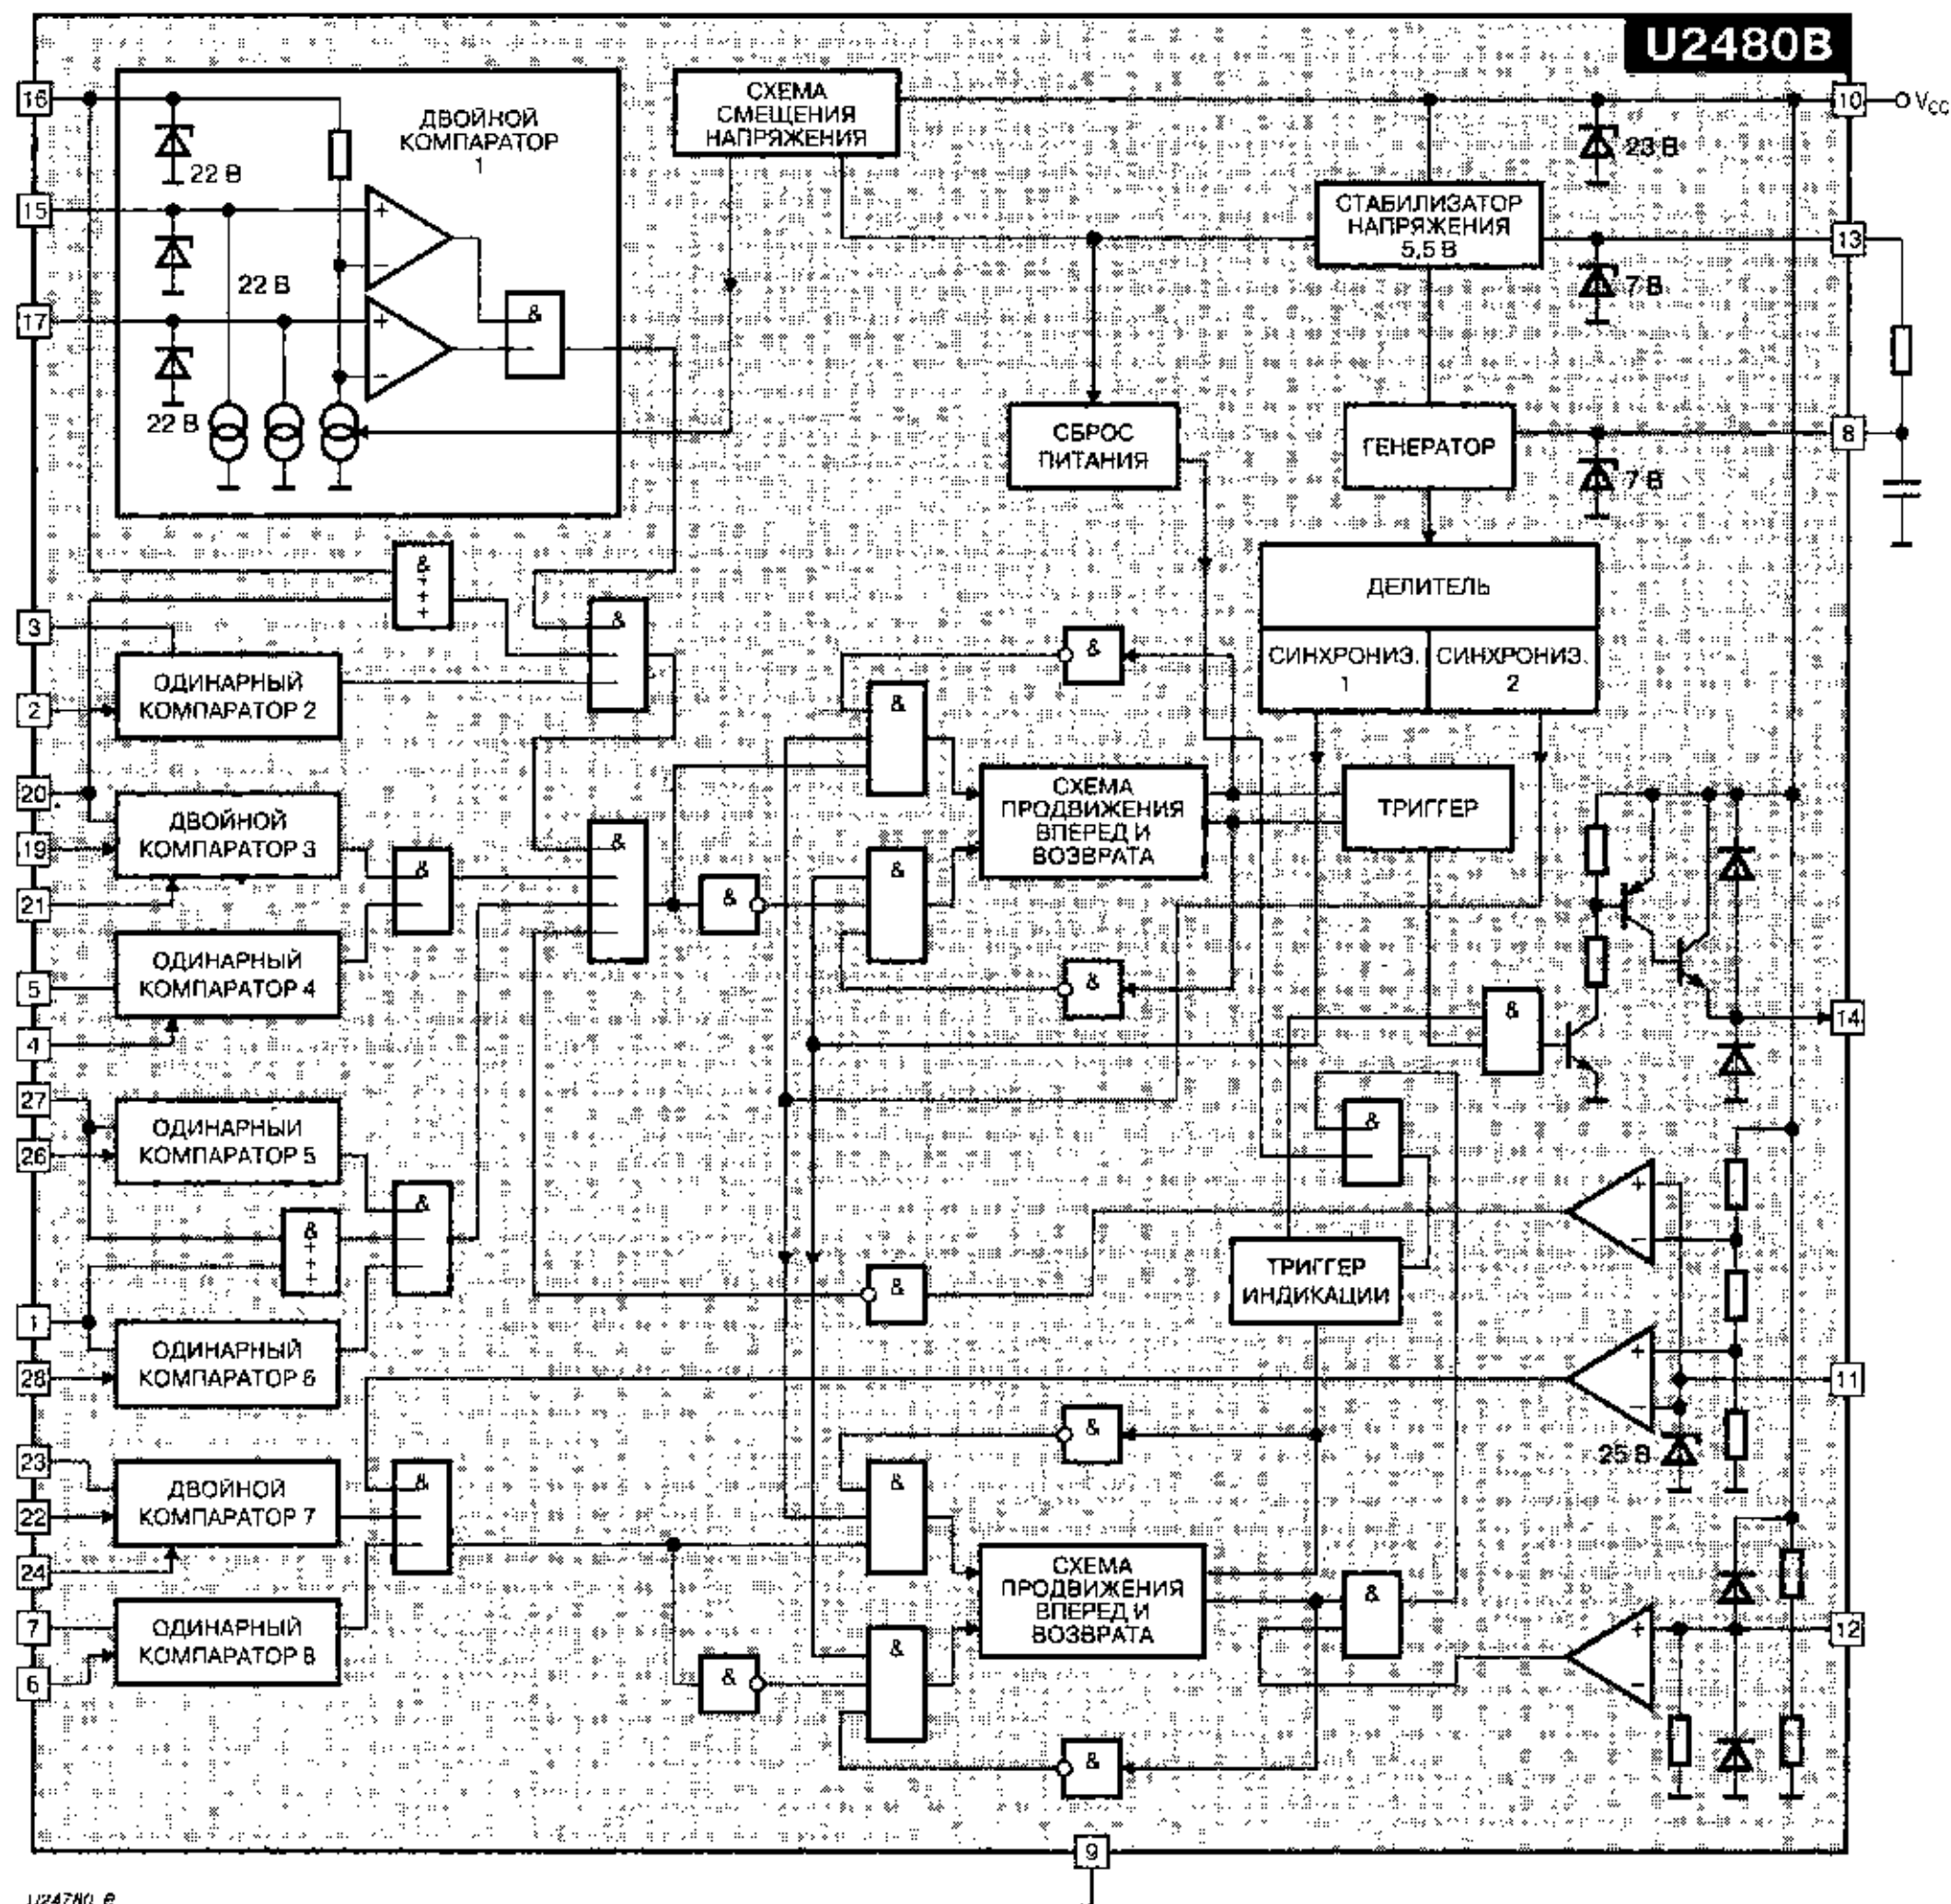 U2480B
16
ДВОЙНОЙ
КОМПАРАТОР
1
22 В
СХЕМА
СМЕЩЕНИЯ
НАПРЯЖЕНИЯ
10
VCC
23 В
15
+
−
22 В
СТАБИЛИЗАТОР
НАПРЯЖЕНИЯ
5,5 В
13
7 В
17
+
−
&
22 В
СБРОС
ПИТАНИЯ
ГЕНЕРАТОР
8
7 В
&
+
+
+
ДЕЛИТЕЛЬ
СИНХРОНИЗ.
1
СИНХРОНИЗ.
2
3
ОДИНАРНЫЙ
КОМПАРАТОР 2
2
&
&
&
20
ДВОЙНОЙ
КОМПАРАТОР 3
19
21
&
&
&
&
СХЕМА
ПРОДВИЖЕНИЯ
ВПЕРЕД И
ВОЗВРАТА
ТРИГГЕР
ОДИНАРНЫЙ
КОМПАРАТОР 4
5
4
&
&
14
27
ОДИНАРНЫЙ
КОМПАРАТОР 5
26
&
&
+
+
+
&
+
−
ТРИГГЕР
ИНДИКАЦИИ
&
1
ОДИНАРНЫЙ
КОМПАРАТОР 6
28
+
−
11
25 В
&
23
ДВОЙНОЙ
КОМПАРАТОР 7
22
24
&
&
СХЕМА
ПРОДВИЖЕНИЯ
ВПЕРЕД И
ВОЗВРАТА
&
7
ОДИНАРНЫЙ
КОМПАРАТОР 8
6
&
&
+
−
12
&
9
U24780_e